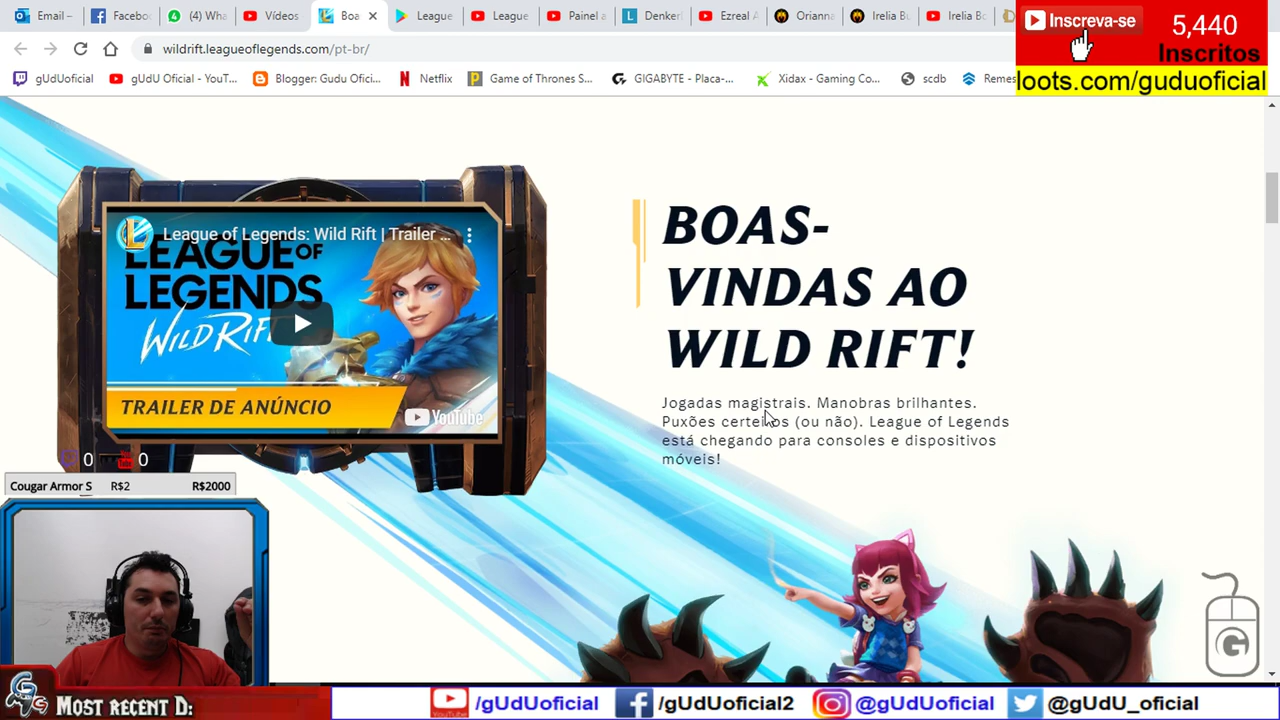 Email –
Faceb
(4) Wha
Vídeos
Boa
League
League
Painel a
Denker
Ezreal A
Orianna
Irelia Bu
Irelia Bo
wildrift.leagueoflegends.com/pt-br/
gUdUoficial
gUdU Oficial - YouT...
Blogger: Gudu Ofici...
Netflix
Game of Thrones S...
GIGABYTE - Placa-...
Xidax - Gaming Co...
scdb
Remes
Inscreva-se
5,440
Inscritos
loots.com/guduoficial
League of Legends: Wild Rift | Trailer ...
LEAGUE OF
LEGENDS
WILD RIFT
TRAILER DE ANÚNCIO
YouTube
BOAS-
VINDAS AO
WILD RIFT!
Jogadas magistrais. Manobras brilhantes.
Puxões certeiros (ou não). League of Legends
está chegando para consoles e dispositivos
móveis!
0
0
Cougar Armor S R$2 R$2000
MOST RECENT D:
/gUdUoficial
/gUdUoficial2
@gUdUoficial
@gUdU_oficial